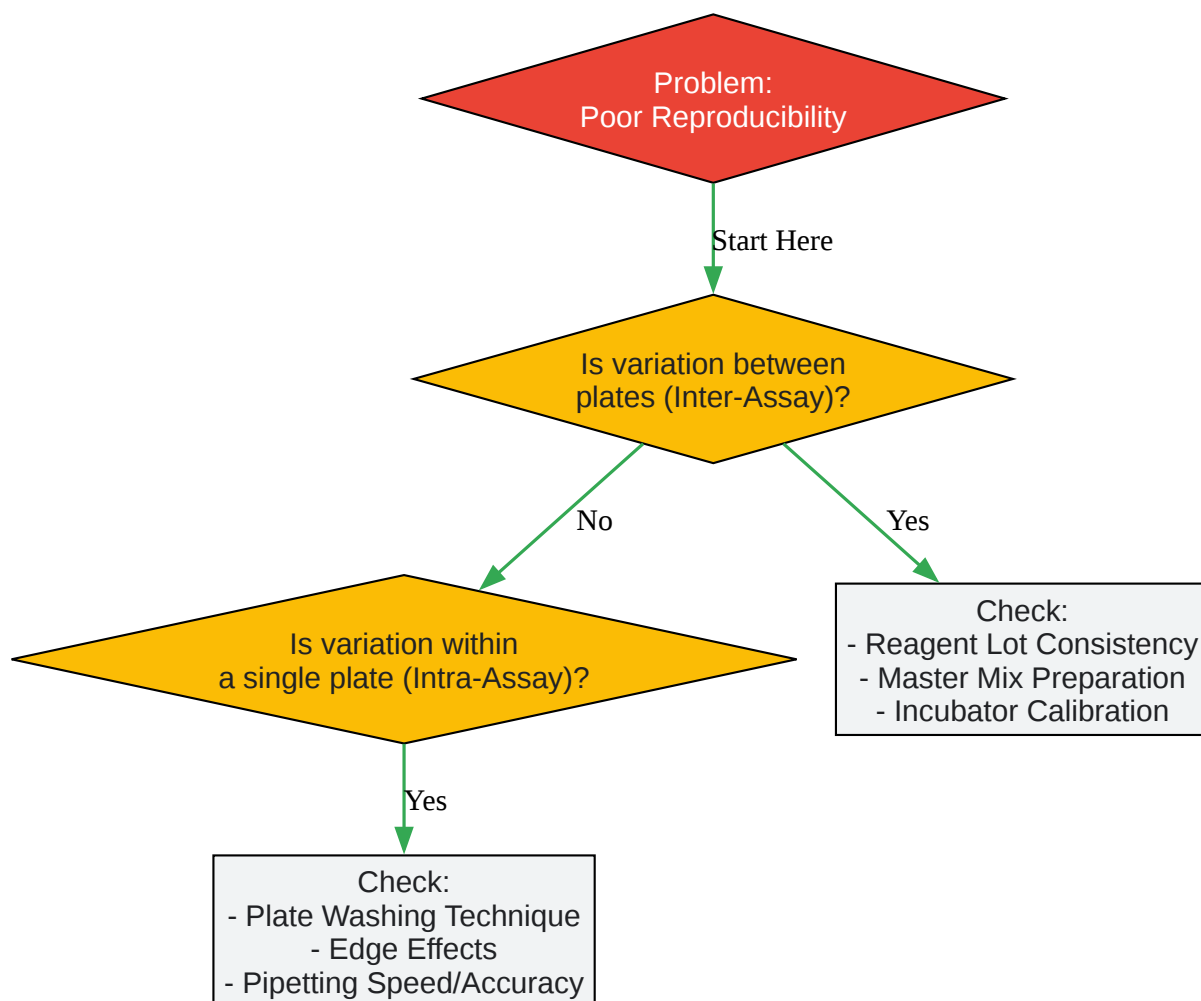 Problem:
Poor Reproducibility
Start Here
Is variation between
plates (Inter-Assay)?
No
Yes
Is variation within
a single plate (Intra-Assay)?
Check:
- Reagent Lot Consistency
- Master Mix Preparation
- Incubator Calibration
Yes
Check:
- Plate Washing Technique
- Edge Effects
- Pipetting Speed/Accuracy